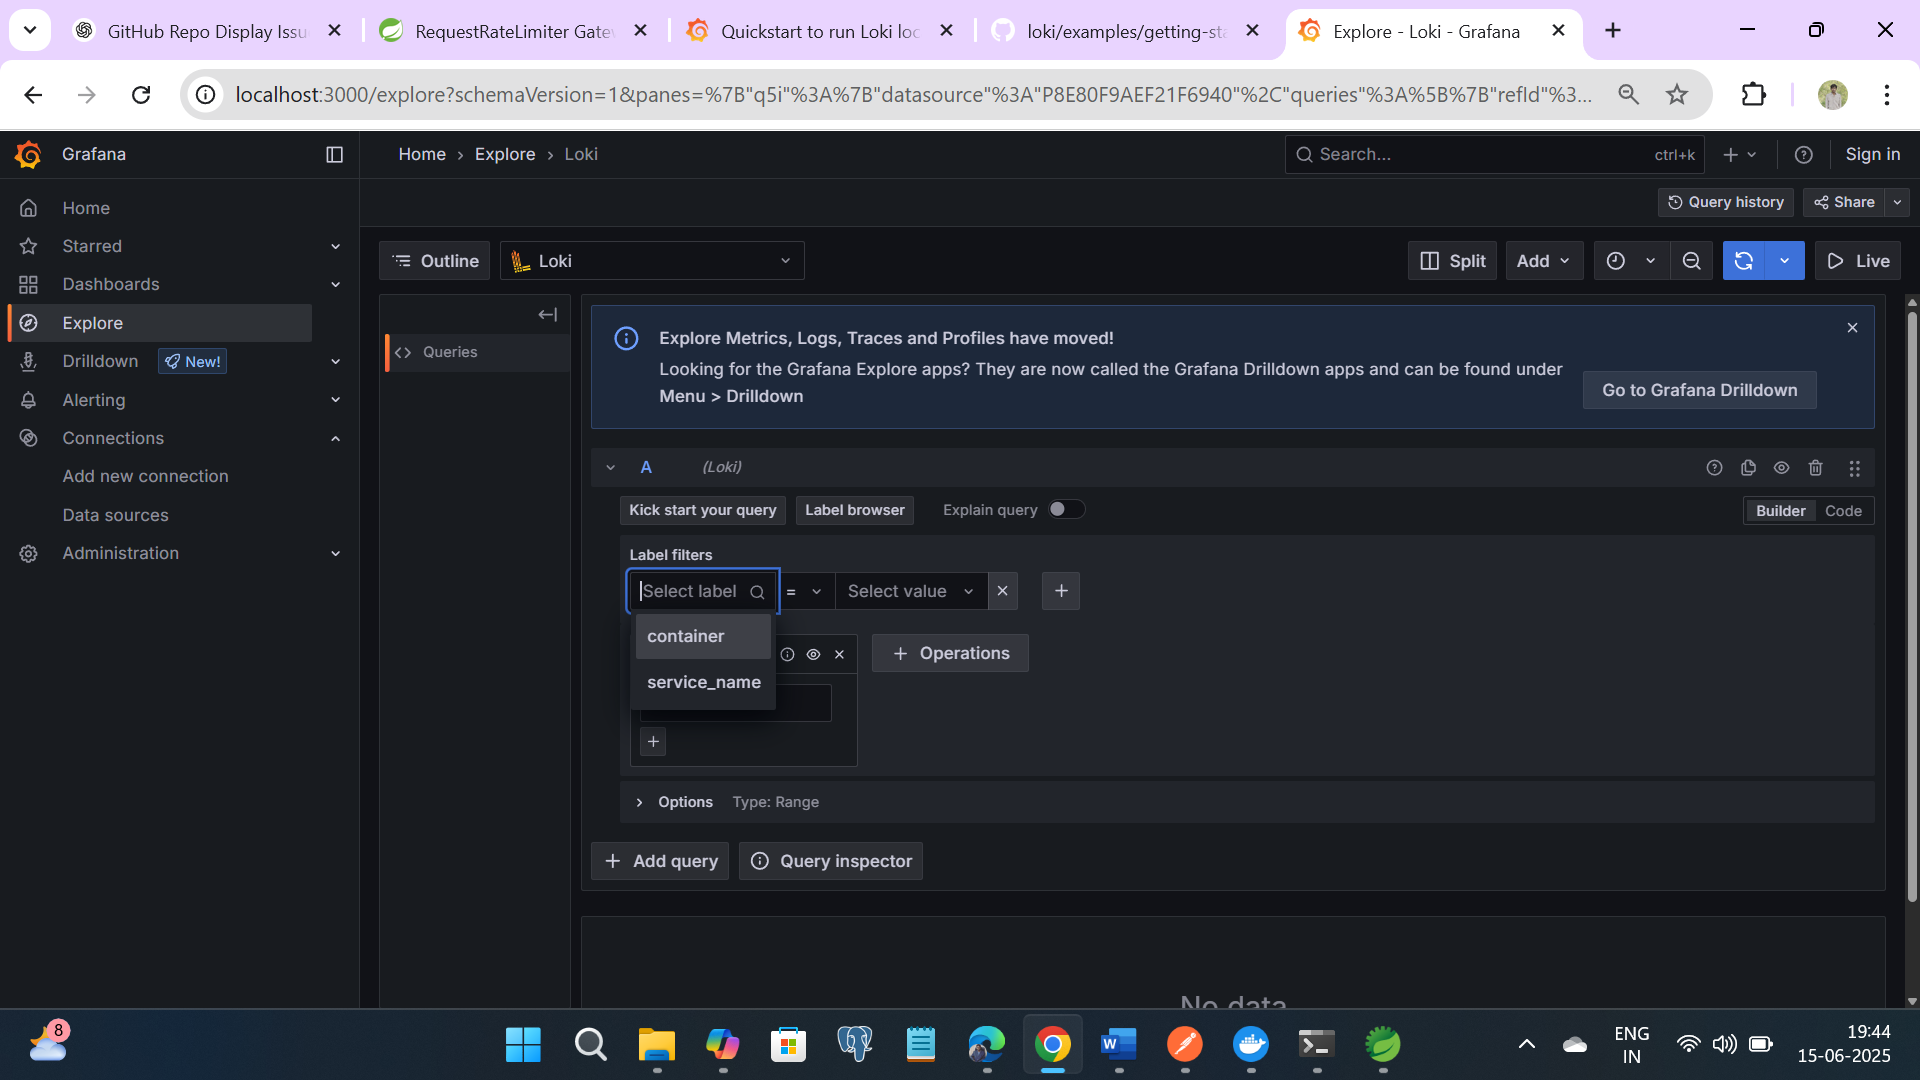 GitHub Repo Display Issu
RequestRateLimiter Gatew
Quickstart to run Loki loc
loki/examples/getting-sta
Explore - Loki - Grafana
localhost:3000/explore?schemaVersion=1&panes=%7B"q5i"%3A%7B"datasource"%3A"P8E80F9AEF21F6940"%2C"queries"%3A%5B%7B"refId"%3...
Grafana
Home › Explore › Loki
Search... ctrl+k
Sign in
Home
Starred
Dashboards
Explore
Drilldown New!
Alerting
Connections
Add new connection
Data sources
Administration
Query history
Share
Outline
Loki
Split
Add
Live
Queries
Explore Metrics, Logs, Traces and Profiles have moved!
Looking for the Grafana Explore apps? They are now called the Grafana Drilldown apps and can be found under
Menu > Drilldown
Go to Grafana Drilldown
A (Loki)
Kick start your query
Label browser
Explain query
Builder
Code
Label filters
Select label
=
Select value
container
service_name
Operations
Options Type: Range
Add query
Query inspector
No data
8
ENG
IN
19:44
15-06-2025